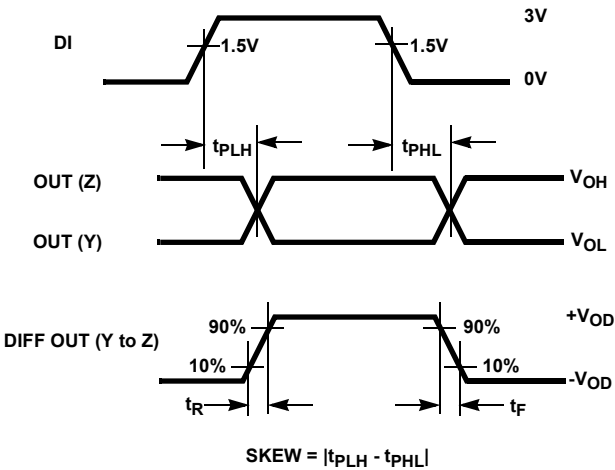 3V
DI
1.5V
1.5V
0V
tPLH
tPHL
OUT (Z)
VOH
OUT (Y)
VOL
+VOD
90%
90%
DIFF OUT (Y to Z)
10%
10%
-VOD
tR
tF
SKEW = |tPLH - tPHL|